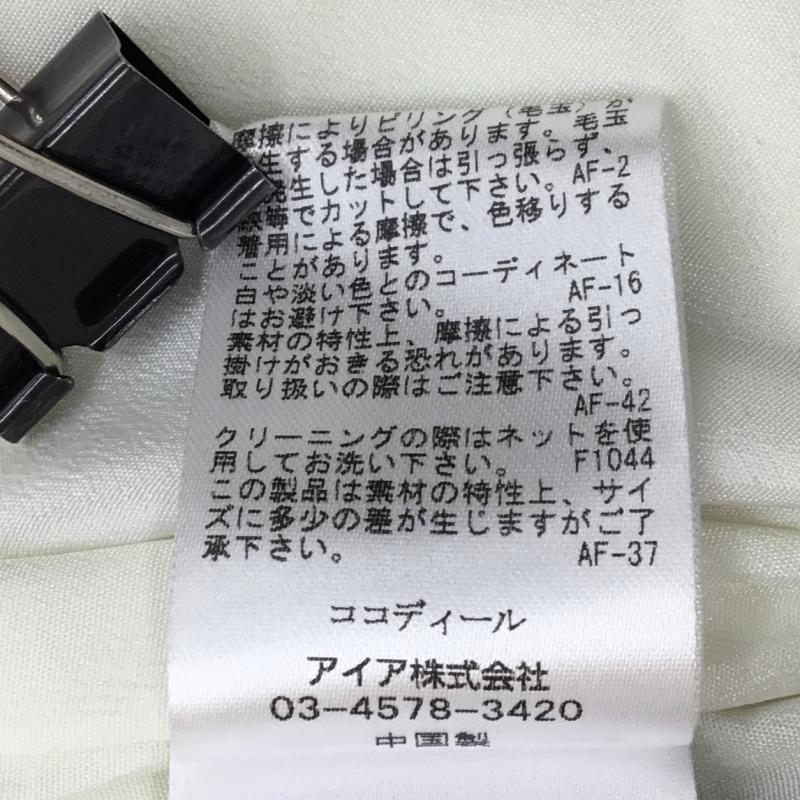 摩擦によりピリング(毛玉)が
生する場合があります。毛玉
発生した場合は引っ張らず、
等でカットして下さい。AF-2
着用による摩擦で、色移りする
ことがあります。
白や淡い色とのコーディネート
はお避け下さい。 AF-16
素材の特性上、摩擦による引っ
掛けがおきる恐れがあります。
取り扱いの際はご注意下さい。
AF-42
クリーニングの際はネットを使
用してお洗い下さい。 F1044
この製品は素材の特性上、サイ
ズに多少の差が生じますがご了
承下さい。 AF-37
ココディール
アイア株式会社
03-4578-3420
中国製